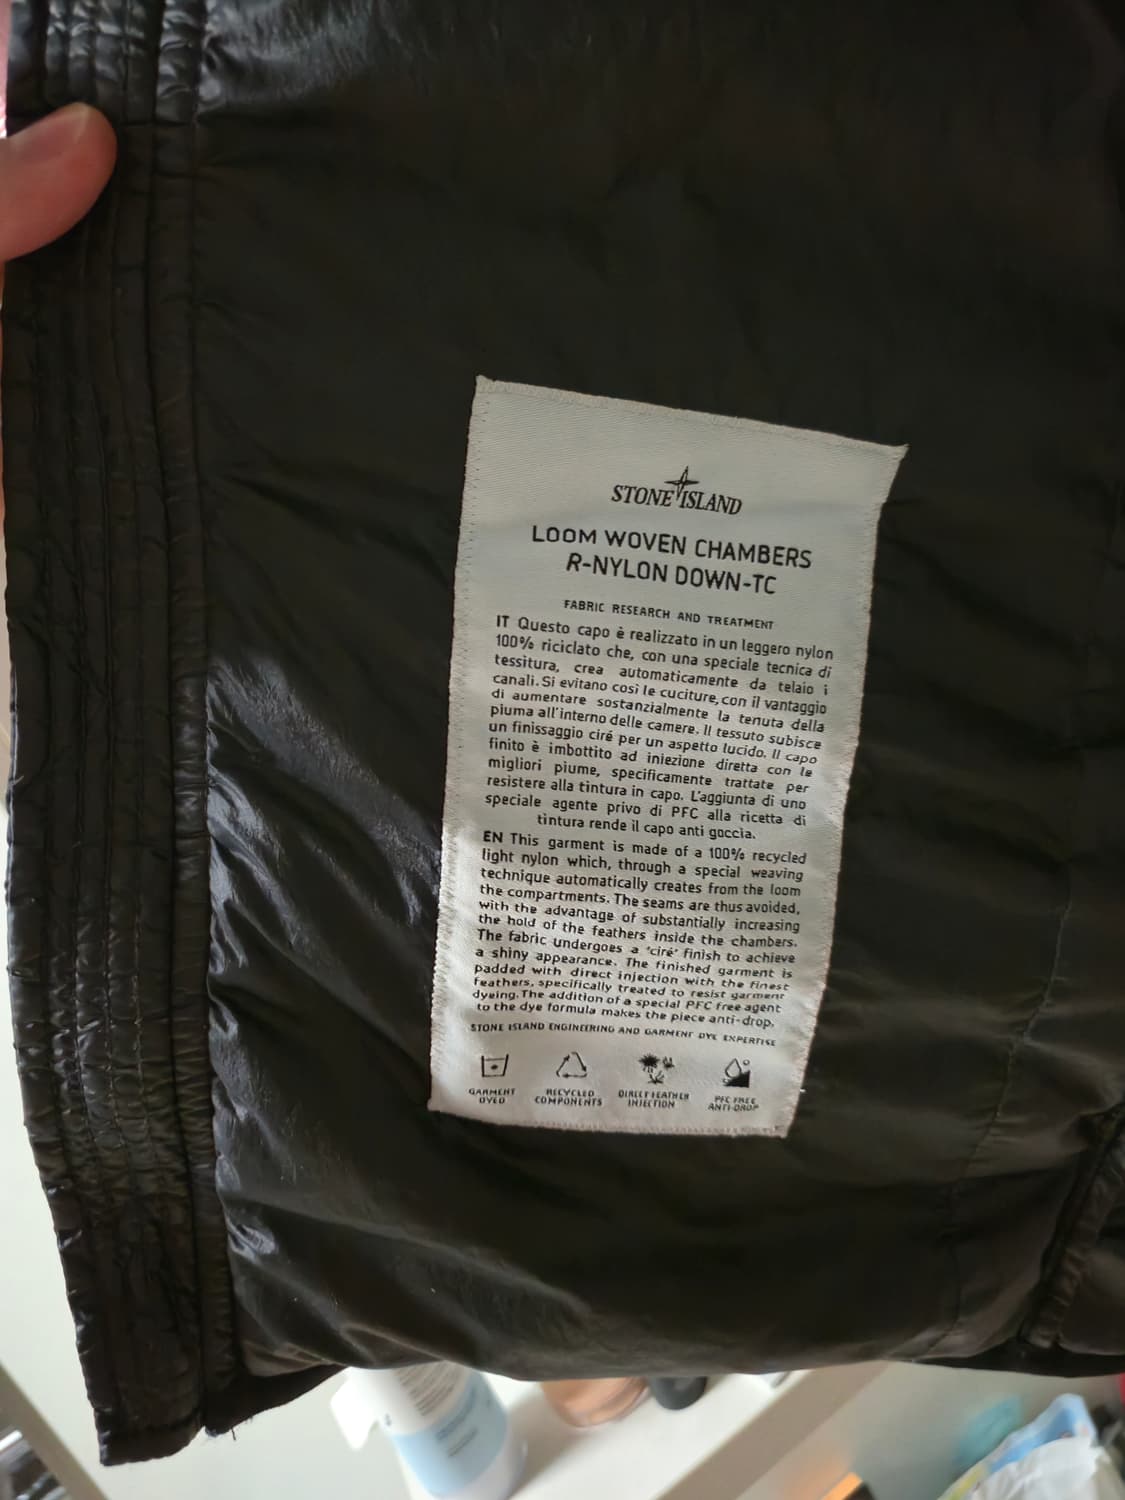 STONE ISLAND
LOOM WOVEN CHAMBERS
R-NYLON DOWN-TC
FABRIC RESEARCH AND TREATMENT
IT Questo capo è realizzato in un leggero nylon
100% riciclato che, con una speciale tecnica di
tessitura, crea automaticamente da telaio i
canali. Si evitano così le cuciture, con il vantaggio
di aumentare sostanzialmente la tenuta della
piuma all'interno delle camere. Il tessuto subisce
un finissaggio ciré per un aspetto lucido. Il capo
finito è imbottito ad iniezione diretta con le
migliori piume, specificamente trattate per
resistere alla tintura in capo. L'aggiunta di uno
speciale agente privo di PFC alla ricetta di
tintura rende il capo anti goccia.
EN This garment is made of a 100% recycled
light nylon which, through a special weaving
technique automatically creates from the loom
the compartments. The seams are thus avoided,
with the advantage of substantially increasing
the hold of the feathers inside the chambers.
The fabric undergoes a 'ciré' finish to achieve
a shiny appearance. The finished garment is
padded with direct injection with the finest
feathers, specifically treated to resist garment
dyeing. The addition of a special PFC free agent
to the dye formula makes the piece anti-drop.
STONE ISLAND ENGINEERING AND GARMENT DYE EXPERTISE
GARMENT
DYED
RECYCLED
COMPONENTS
DIRECT FEATHER
INJECTION
PFC FREE
ANTI-DROP